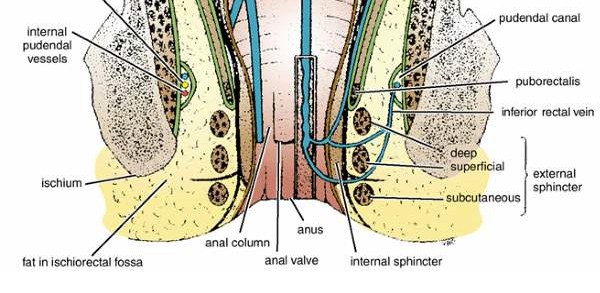 internal
pudendal
vessels
ischium
fat in ischiorectal fossa
anal column
anal valve
anus
internal sphincter
pudendal canal
puborectalis
inferior rectal vein
deep
superficial
subcutaneous
external
sphincter